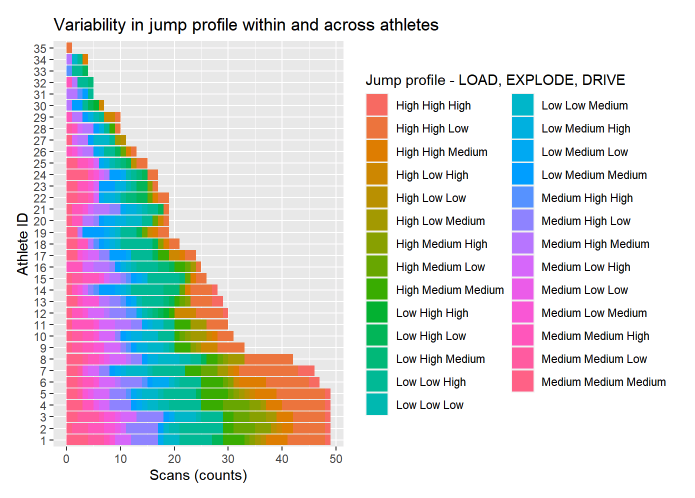 Variability in jump profile within and across athletes
Athlete ID
35
34
33
32
31
30
29
28
27
26
25
24
23
22
21
20
19
18
17
16
15
14
13
12
11
10
9
8
7
6
5
4
3
2
1
0
10
20
30
40
50
Scans (counts)
Jump profile - LOAD, EXPLODE, DRIVE
High High High
High High Low
High High Medium
High Low High
High Low Low
High Low Medium
High Medium High
High Medium Low
High Medium Medium
Low High High
Low High Low
Low High Medium
Low Low High
Low Low Low
Low Low Medium
Low Medium High
Low Medium Low
Low Medium Medium
Medium High High
Medium High Low
Medium High Medium
Medium Low High
Medium Low Low
Medium Low Medium
Medium Medium High
Medium Medium Low
Medium Medium Medium